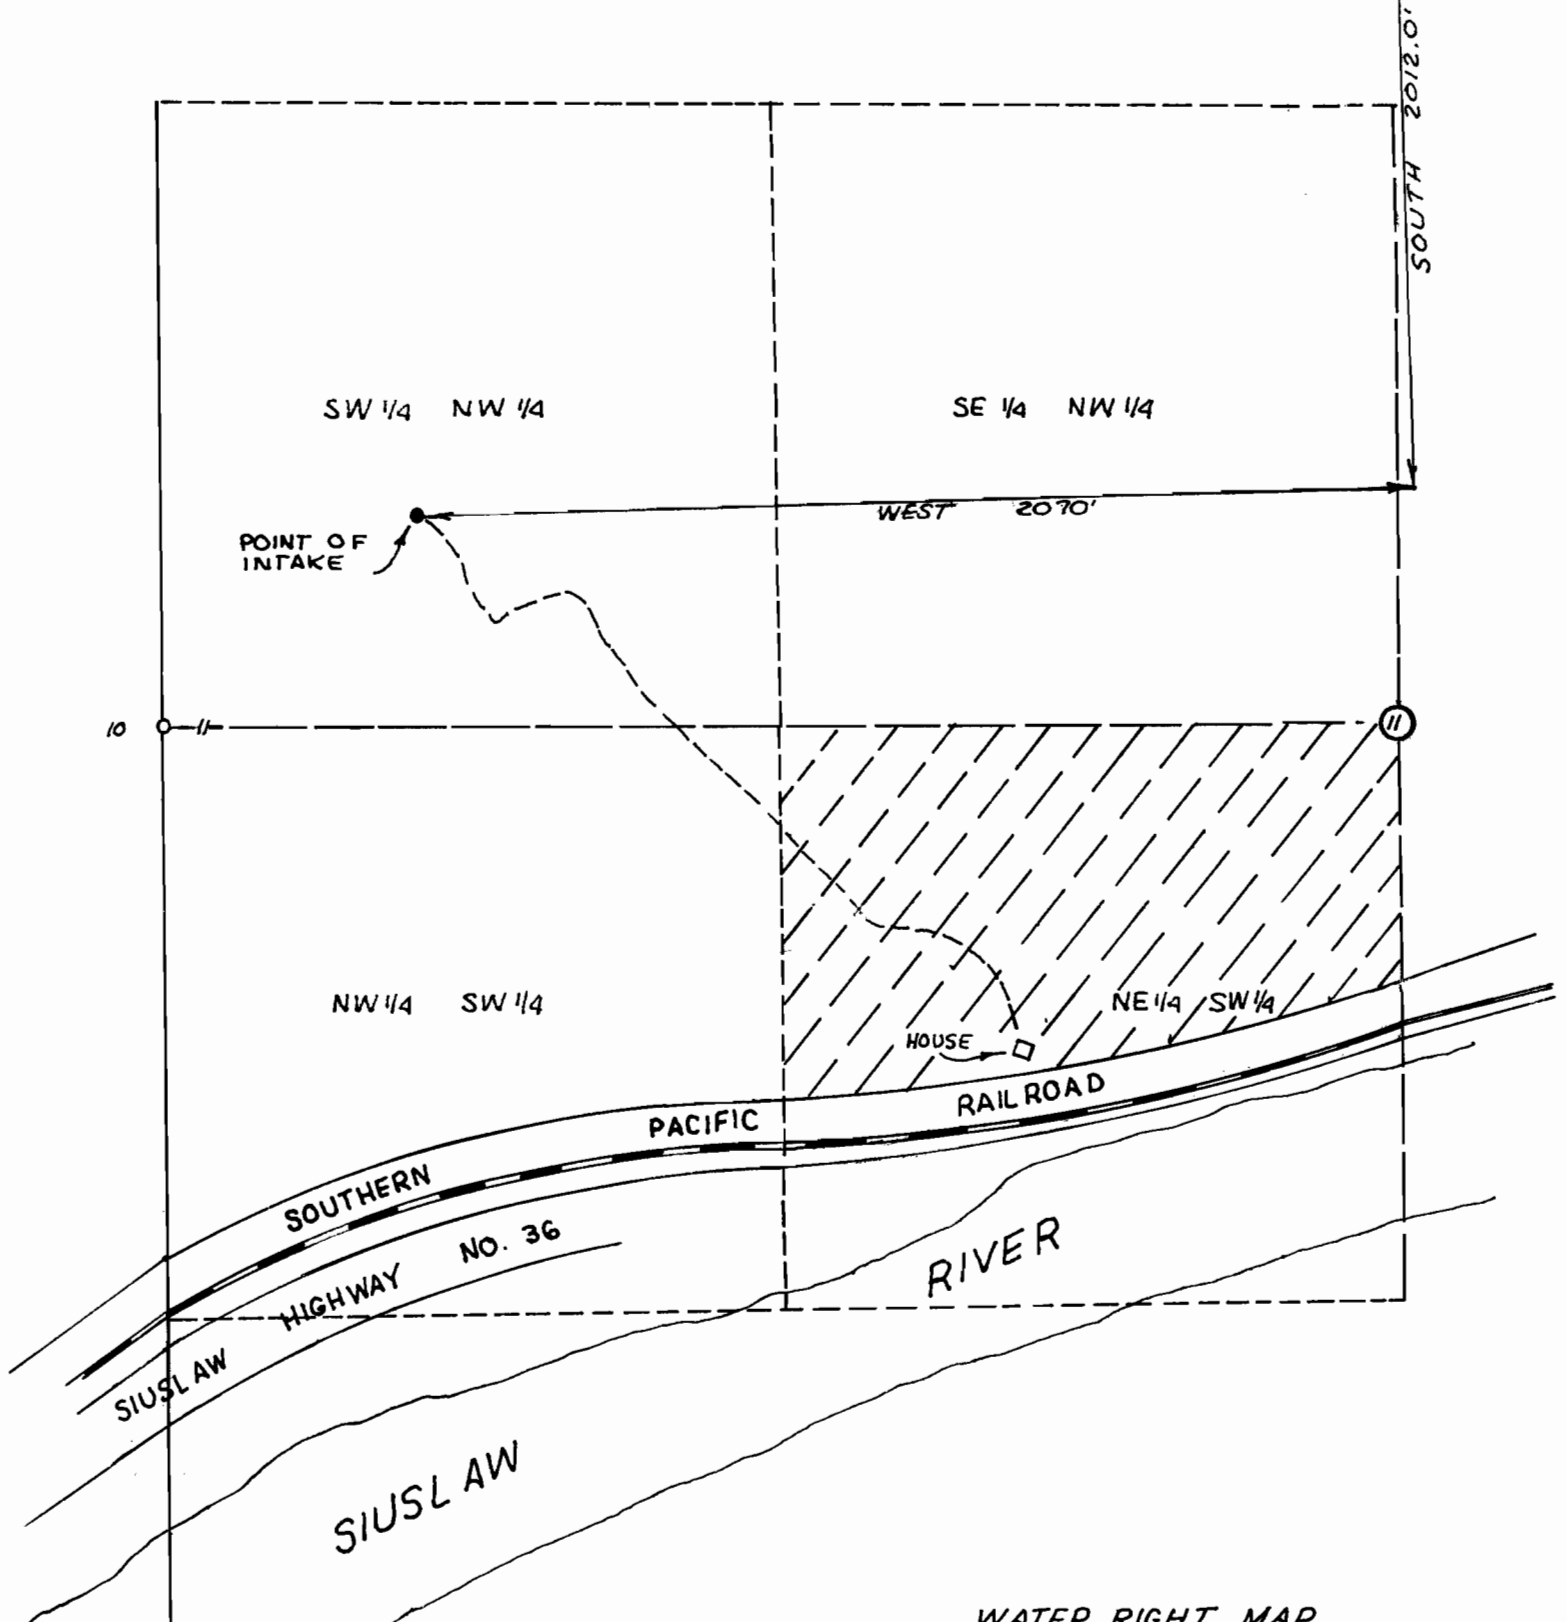 SOUTH 2012.0'
SW 1/4 NW 1/4
SE 1/4 NW 1/4
WEST 2070'
POINT OF
INTAKE
10
11
11
NW 1/4 SW 1/4
NE 1/4 SW 1/4
HOUSE
SOUTHERN PACIFIC RAILROAD
SIUSLAW HIGHWAY NO. 36
SIUSLAW RIVER
WATER RIGHT MAP